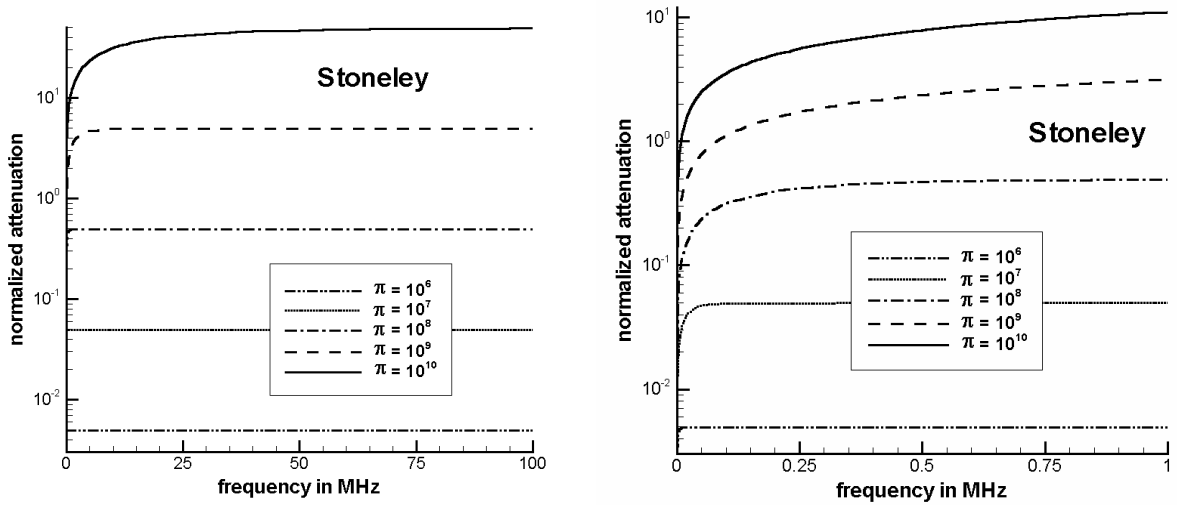 normalized attenuation
10¹
10⁰
10⁻¹
10⁻²
Stoneley
π = 10⁶
π = 10⁷
π = 10⁸
π = 10⁹
π = 10¹⁰
0 25 50 75 100
frequency in MHz
normalized attenuation
10¹
10⁰
10⁻¹
10⁻²
Stoneley
π = 10⁶
π = 10⁷
π = 10⁸
π = 10⁹
π = 10¹⁰
0 0.25 0.5 0.75 1
frequency in MHz